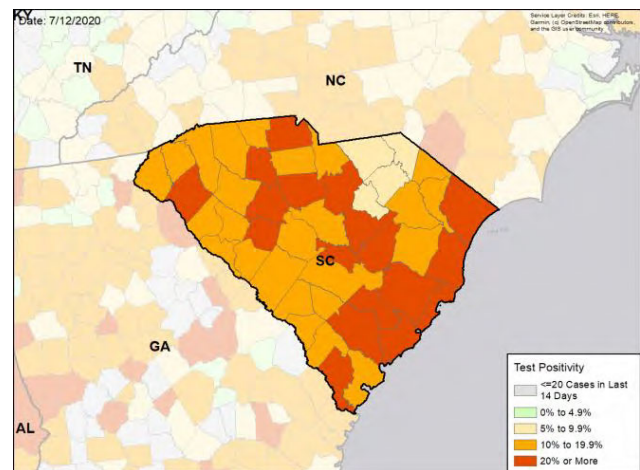 KY
Date: 7/12/2020
Service Layer Credits: Esri, HERE,
Garmin, (c) OpenStreetMap contributors,
and the GIS user community
TN
NC
SC
GA
AL
Test Positivity
<=20 Cases in Last
14 Days
0% to 4.9%
5% to 9.9%
10% to 19.9%
20% or More